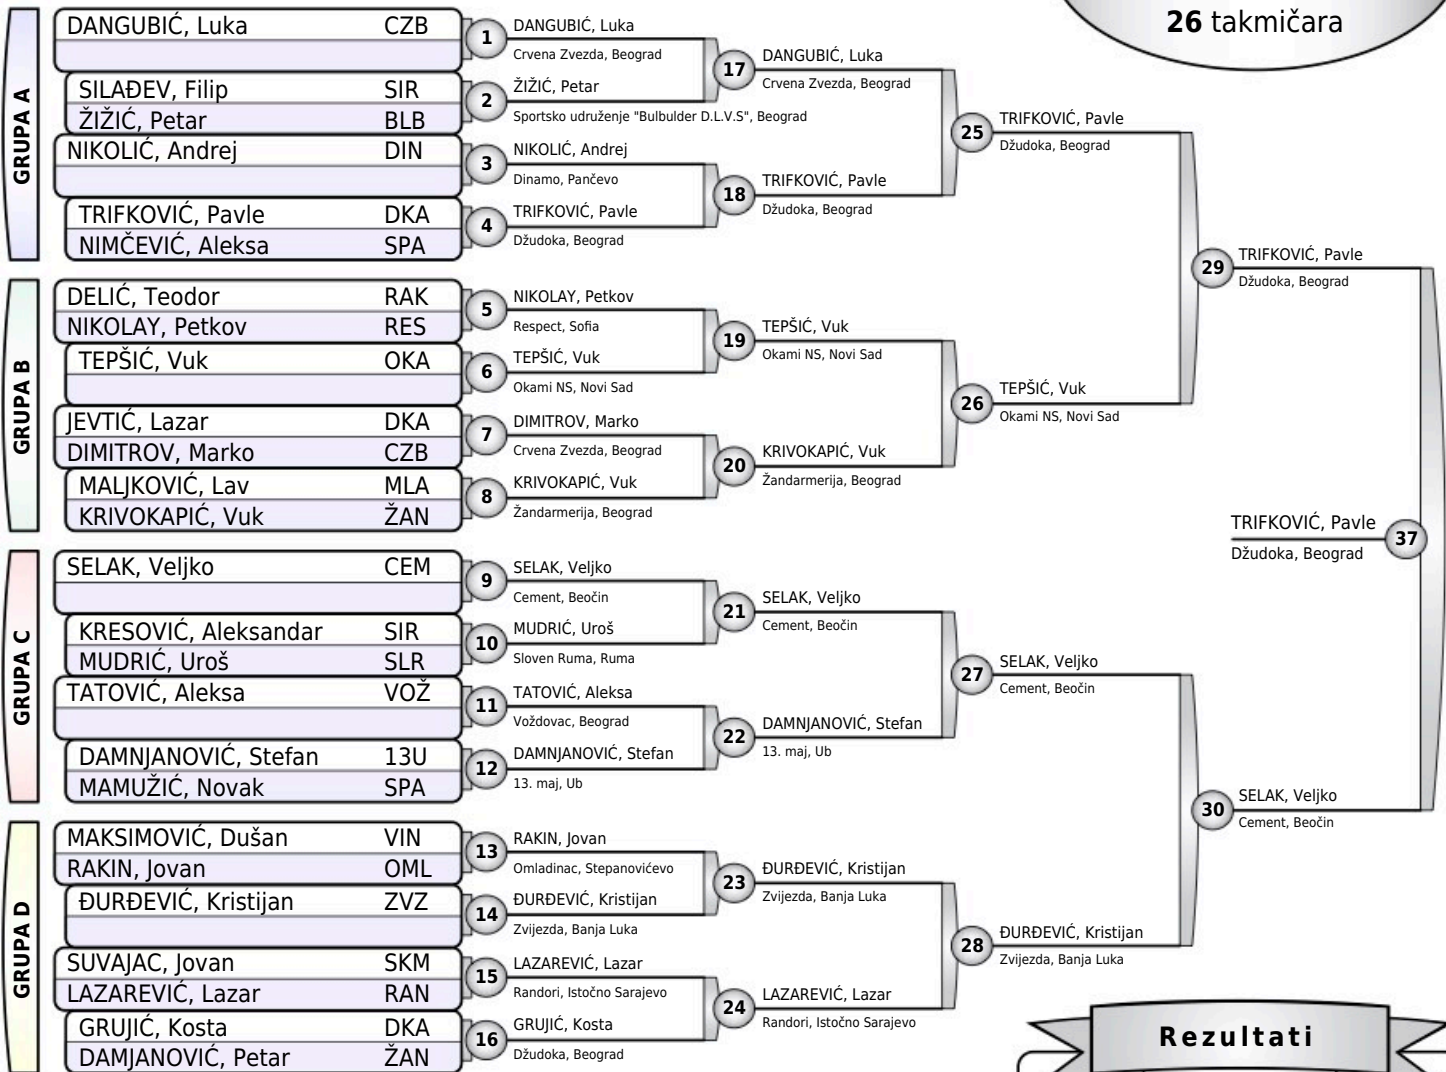 26 takmičara
GRUPA A
DANGUBIĆ, Luka CZB
SILAĐEV, Filip SIR
ŽIŽIĆ, Petar BLB
NIKOLIĆ, Andrej DIN
TRIFKOVIĆ, Pavle DKA
NIMČEVIĆ, Aleksa SPA
GRUPA B
DELIĆ, Teodor RAK
NIKOLAY, Petkov RES
TEPŠIĆ, Vuk OKA
JEVTIĆ, Lazar DKA
DIMITROV, Marko CZB
MALJKOVIĆ, Lav MLA
KRIVOKAPIĆ, Vuk ŽAN
GRUPA C
SELAK, Veljko CEM
KRESOVIĆ, Aleksandar SIR
MUDRIĆ, Uroš SLR
TATOVIĆ, Aleksa VOŽ
DAMNJANOVIĆ, Stefan 13U
MAMUŽIĆ, Novak SPA
GRUPA D
MAKSIMOVIĆ, Dušan VIN
RAKIN, Jovan OML
ĐURĐEVIĆ, Kristijan ZVZ
SUVAJAC, Jovan SKM
LAZAREVIĆ, Lazar RAN
GRUJIĆ, Kosta DKA
DAMJANOVIĆ, Petar ŽAN
1 DANGUBIĆ, Luka
Crvena Zvezda, Beograd
2 ŽIŽIĆ, Petar
Sportsko udruženje "Bulbulder D.L.V.S", Beograd
3 NIKOLIĆ, Andrej
Dinamo, Pančevo
4 TRIFKOVIĆ, Pavle
Džudoka, Beograd
5 NIKOLAY, Petkov
Respect, Sofia
6 TEPŠIĆ, Vuk
Okami NS, Novi Sad
7 DIMITROV, Marko
Crvena Zvezda, Beograd
8 KRIVOKAPIĆ, Vuk
Žandarmerija, Beograd
9 SELAK, Veljko
Cement, Beočin
10 MUDRIĆ, Uroš
Sloven Ruma, Ruma
11 TATOVIĆ, Aleksa
Voždovac, Beograd
12 DAMNJANOVIĆ, Stefan
13. maj, Ub
13 RAKIN, Jovan
Omladinac, Stepanovićevo
14 ĐURĐEVIĆ, Kristijan
Zvijezda, Banja Luka
15 LAZAREVIĆ, Lazar
Randori, Istočno Sarajevo
16 GRUJIĆ, Kosta
Džudoka, Beograd
17 DANGUBIĆ, Luka
Crvena Zvezda, Beograd
18 TRIFKOVIĆ, Pavle
Džudoka, Beograd
19 TEPŠIĆ, Vuk
Okami NS, Novi Sad
20 KRIVOKAPIĆ, Vuk
Žandarmerija, Beograd
21 SELAK, Veljko
Cement, Beočin
22 DAMNJANOVIĆ, Stefan
13. maj, Ub
23 ĐURĐEVIĆ, Kristijan
Zvijezda, Banja Luka
24 LAZAREVIĆ, Lazar
Randori, Istočno Sarajevo
25 TRIFKOVIĆ, Pavle
Džudoka, Beograd
26 TEPŠIĆ, Vuk
Okami NS, Novi Sad
27 SELAK, Veljko
Cement, Beočin
28 ĐURĐEVIĆ, Kristijan
Zvijezda, Banja Luka
29 TRIFKOVIĆ, Pavle
Džudoka, Beograd
30 SELAK, Veljko
Cement, Beočin
TRIFKOVIĆ, Pavle 37
Džudoka, Beograd
Rezultati